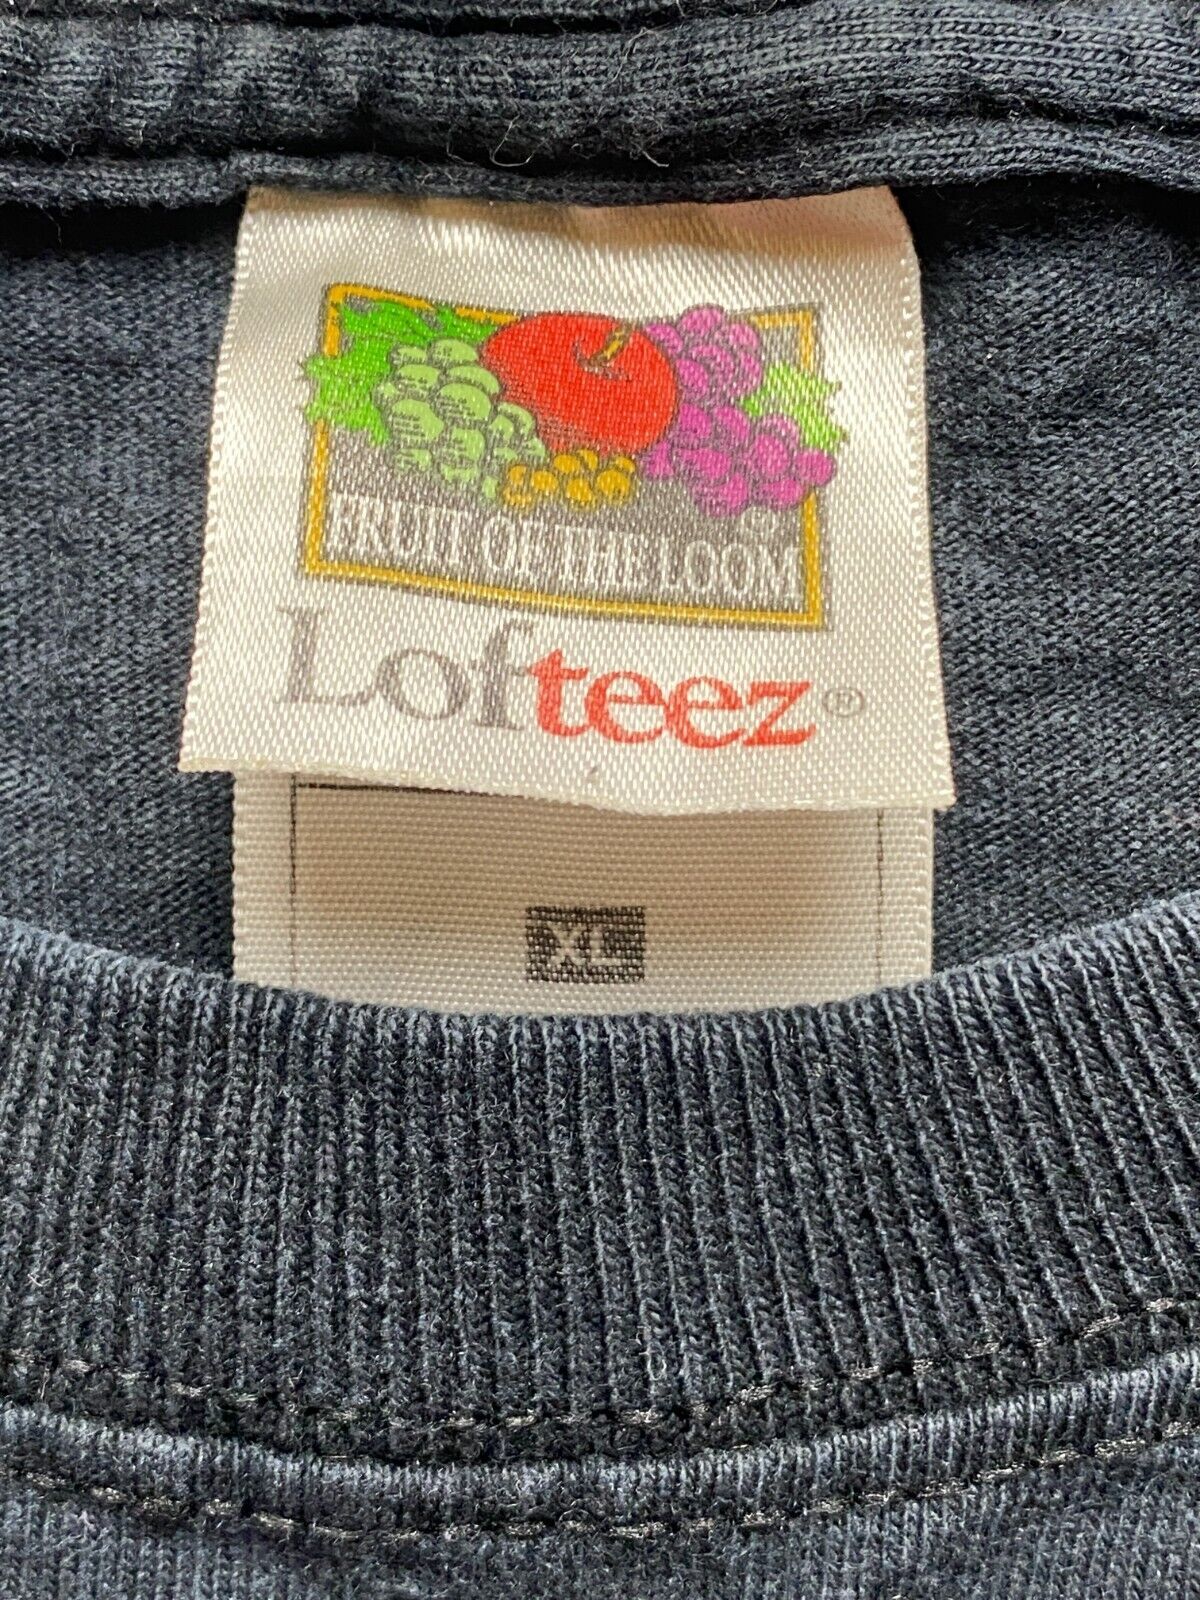 ®
FRUIT OF THE LOOM
Lofteez®
XL